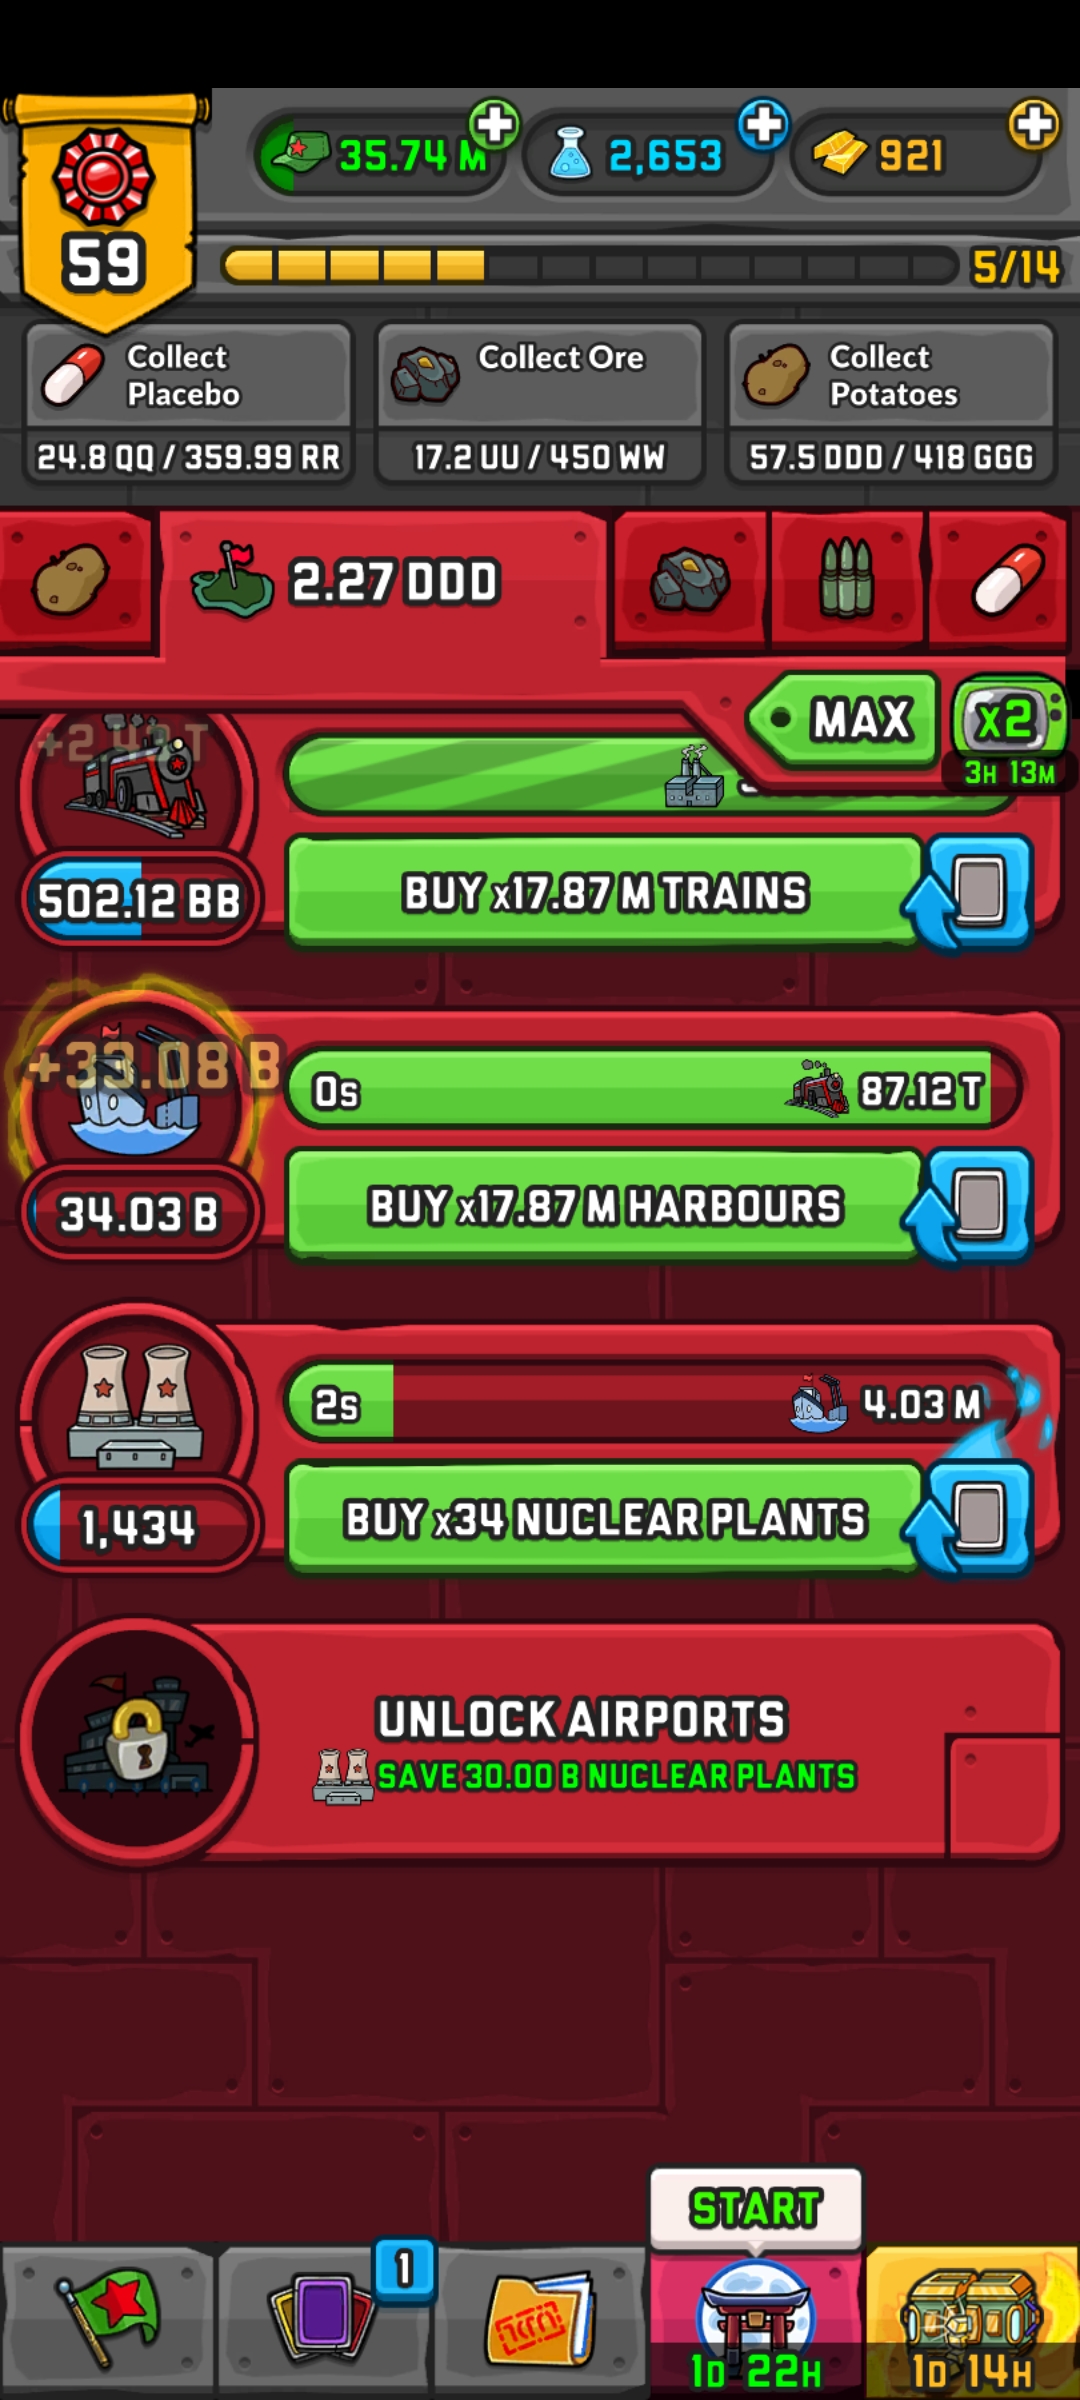 35.74 M
2,653
921
59
5/14
Collect
Placebo
24.8 QQ / 359.99 RR
Collect Ore
17.2 UU / 450 WW
Collect
Potatoes
57.5 DDD / 418 GGG
2.27 DDD
MAX
x2
3H 13M
502.12 BB
BUY x17.87 M TRAINS
+33.08 B
0s
87.12 T
34.03 B
BUY x17.87 M HARBOURS
2s
4.03 M
1,434
BUY x34 NUCLEAR PLANTS
UNLOCK AIRPORTS
SAVE 30.00 B NUCLEAR PLANTS
START
1
1D 22H
1D 14H